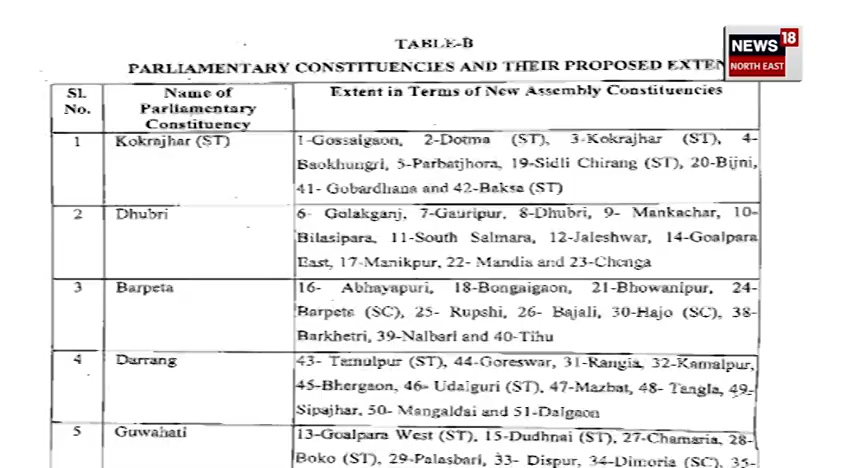 TABLE-B
NEWS 18
NORTH EAST
PARLIAMENTARY CONSTITUENCIES AND THEIR PROPOSED
Sl. No.
Name of Parliamentary Constituency
Extent in Terms of New Assembly Constituencies
1
Kokrajhar (ST)
1-Gossaigaon, 2-Dotma (ST), 3-Kokrajhar (ST), 4-
Baokhungri, 5-Parbatjhora, 19-Sidli Chirang (ST), 20-Bijni,
41- Gobardhana and 42-Baksa (ST)
2
Dhubri
6- Golakganj, 7-Gauripur, 8-Dhubri, 9- Mankachar, 10-
Bilasipara, 11-South Salmara, 12-Jaleshwar, 14-Goalpara
East, 17-Manikpur, 22- Mandia and 23-Chenga
3
Barpeta
16- Abhayapuri, 18-Bongaigaon, 21-Bhowanipur, 24-
Barpeta (SC), 25- Rupshi, 26- Bajali, 30-Hajo (SC), 38-
Barkhetri, 39-Nalbari and 40-Tihu
4
Darrang
43- Tamulpur (ST), 44-Goreswar, 31-Rangia, 32-Kamalpur,
45-Bhergaon, 46- Udalguri (ST), 47-Mazbat, 48- Tangla, 49-
Sipajhar, 50- Mangaldai and 51-Dalgaon
5
Guwahati
13-Goalpara West (ST), 15-Dudhnai (ST), 27-Chamaria, 28-
Boko (ST), 29-Palasbari, 33- Dispur, 34-Dimoria (SC), 35-